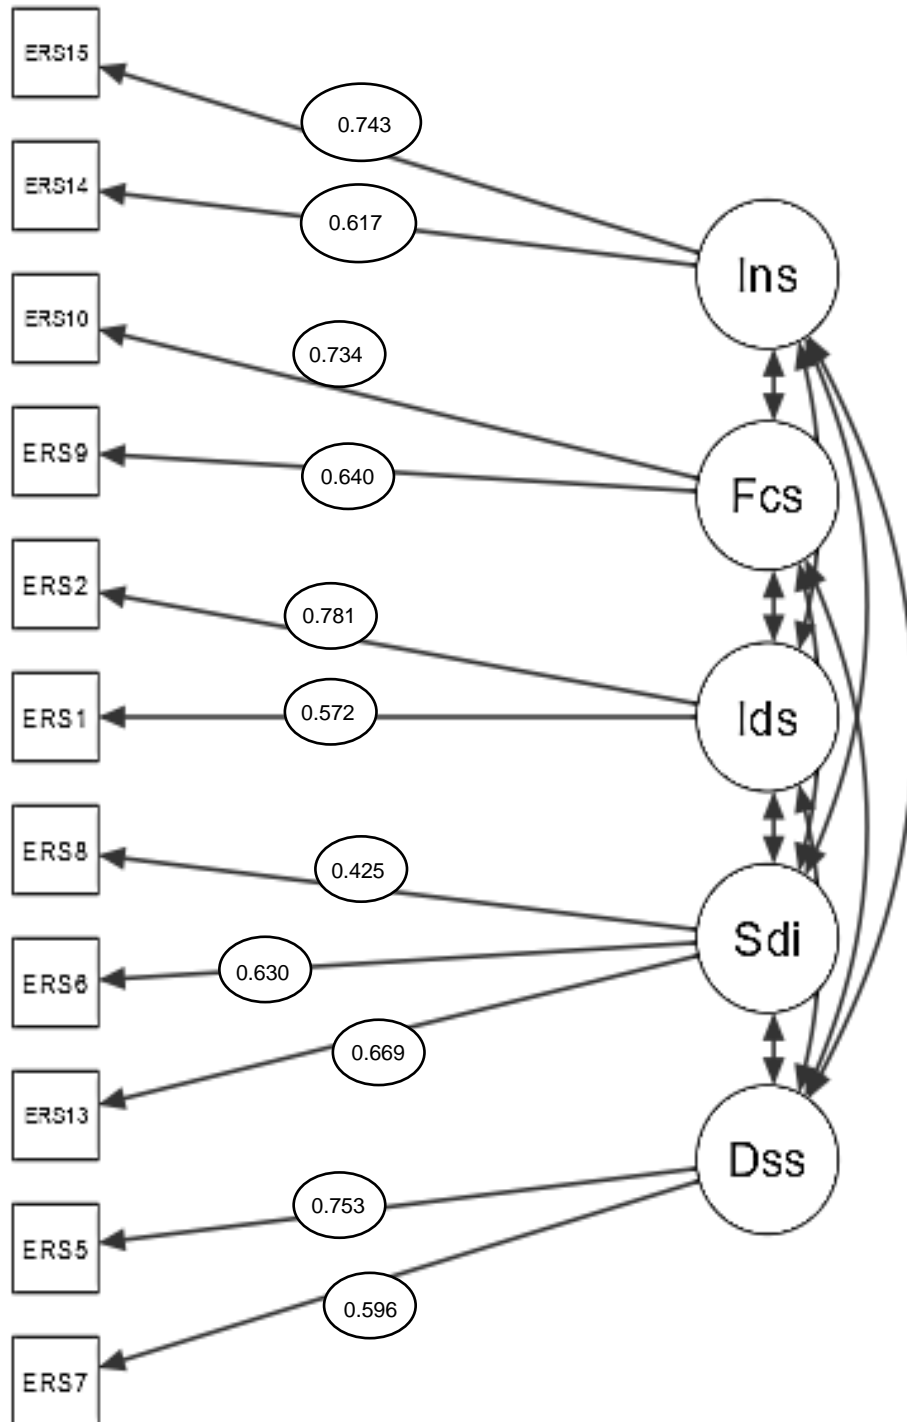 ERS15
0.743
ERS14
0.617
Ins
ERS10
0.734
ERS9
0.640
Fcs
ERS2
0.781
ERS1
0.572
Ids
ERS8
0.425
ERS6
0.630
Sdi
ERS13
0.669
ERS5
0.753
Dss
ERS7
0.596